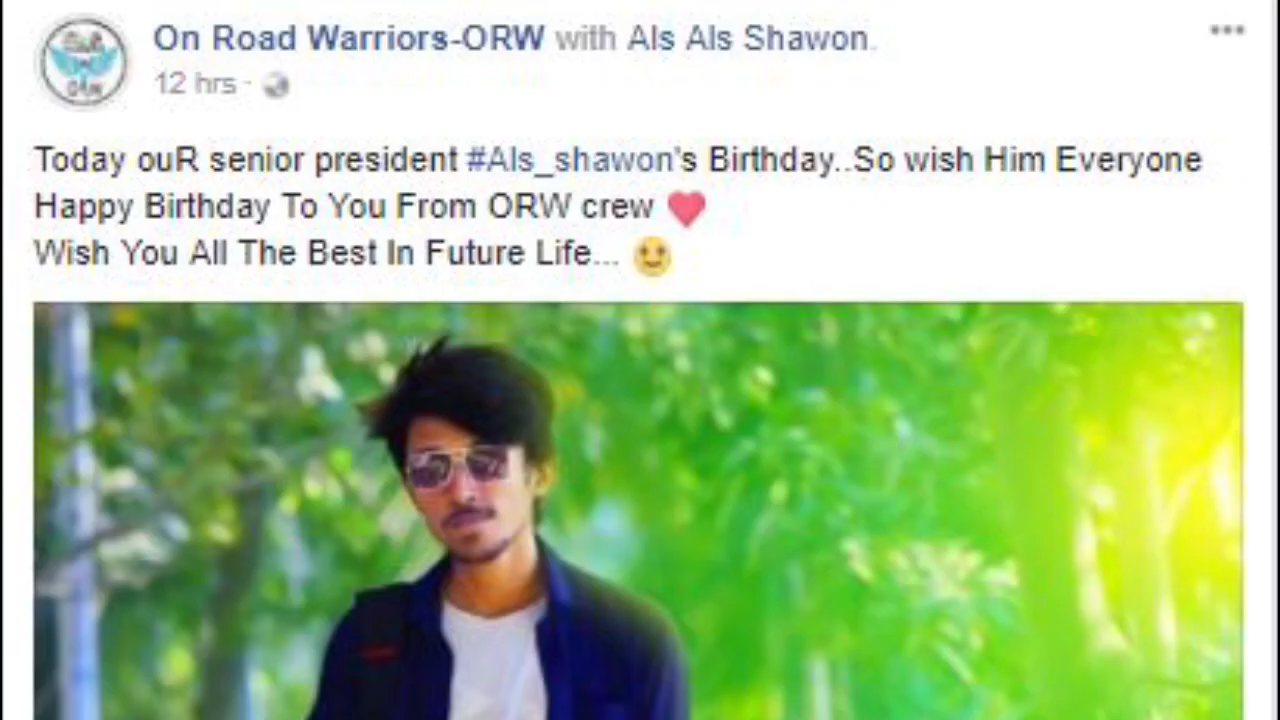 On Road Warriors-ORW with Als Als Shawon.
12 hrs ·
Today ouR senior president #Als_shawon's Birthday..So wish Him Everyone
Happy Birthday To You From ORW crew ❤
Wish You All The Best In Future Life... 🙂